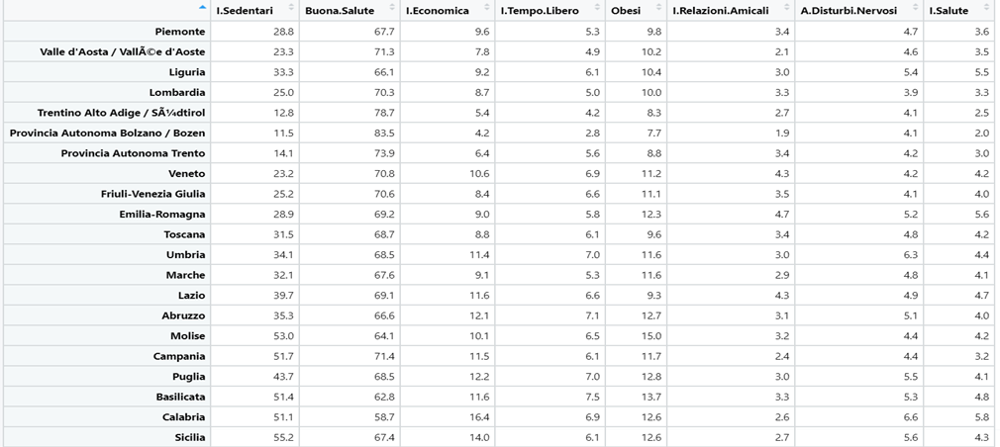 I.Sedentari Buona.Salute I.Economica I.Tempo.Libero Obesi I.Relazioni.Amicali A.Disturbi.Nervosi I.Salute
Piemonte 28.8 67.7 9.6 5.3 9.8 3.4 4.7 3.6
Valle d'Aosta / VallÃ©e d'Aoste 23.3 71.3 7.8 4.9 10.2 2.1 4.6 3.5
Liguria 33.3 66.1 9.2 6.1 10.4 3.0 5.4 5.5
Lombardia 25.0 70.3 8.7 5.0 10.0 3.3 3.9 3.3
Trentino Alto Adige / SÃ¼dtirol 12.8 78.7 5.4 4.2 8.3 2.7 4.1 2.5
Provincia Autonoma Bolzano / Bozen 11.5 83.5 4.2 2.8 7.7 1.9 4.1 2.0
Provincia Autonoma Trento 14.1 73.9 6.4 5.6 8.8 3.4 4.2 3.0
Veneto 23.2 70.8 10.6 6.9 11.2 4.3 4.2 4.2
Friuli-Venezia Giulia 25.2 70.6 8.4 6.6 11.1 3.5 4.1 4.0
Emilia-Romagna 28.9 69.2 9.0 5.8 12.3 4.7 5.2 5.6
Toscana 31.5 68.7 8.8 6.1 9.6 3.4 4.8 4.2
Umbria 34.1 68.5 11.4 7.0 11.6 3.0 6.3 4.4
Marche 32.1 67.6 9.1 5.3 11.6 2.9 4.8 4.1
Lazio 39.7 69.1 11.6 6.6 9.3 4.3 4.9 4.7
Abruzzo 35.3 66.6 12.1 7.1 12.7 3.1 5.1 4.0
Molise 53.0 64.1 10.1 6.5 15.0 3.2 4.4 4.2
Campania 51.7 71.4 11.5 6.1 11.7 2.4 4.4 3.2
Puglia 43.7 68.5 12.2 7.0 12.8 3.0 5.5 4.1
Basilicata 51.4 62.8 11.6 7.5 13.7 3.3 5.3 4.8
Calabria 51.1 58.7 16.4 6.9 12.6 2.6 6.6 5.8
Sicilia 55.2 67.4 14.0 6.1 12.6 2.7 5.6 4.3